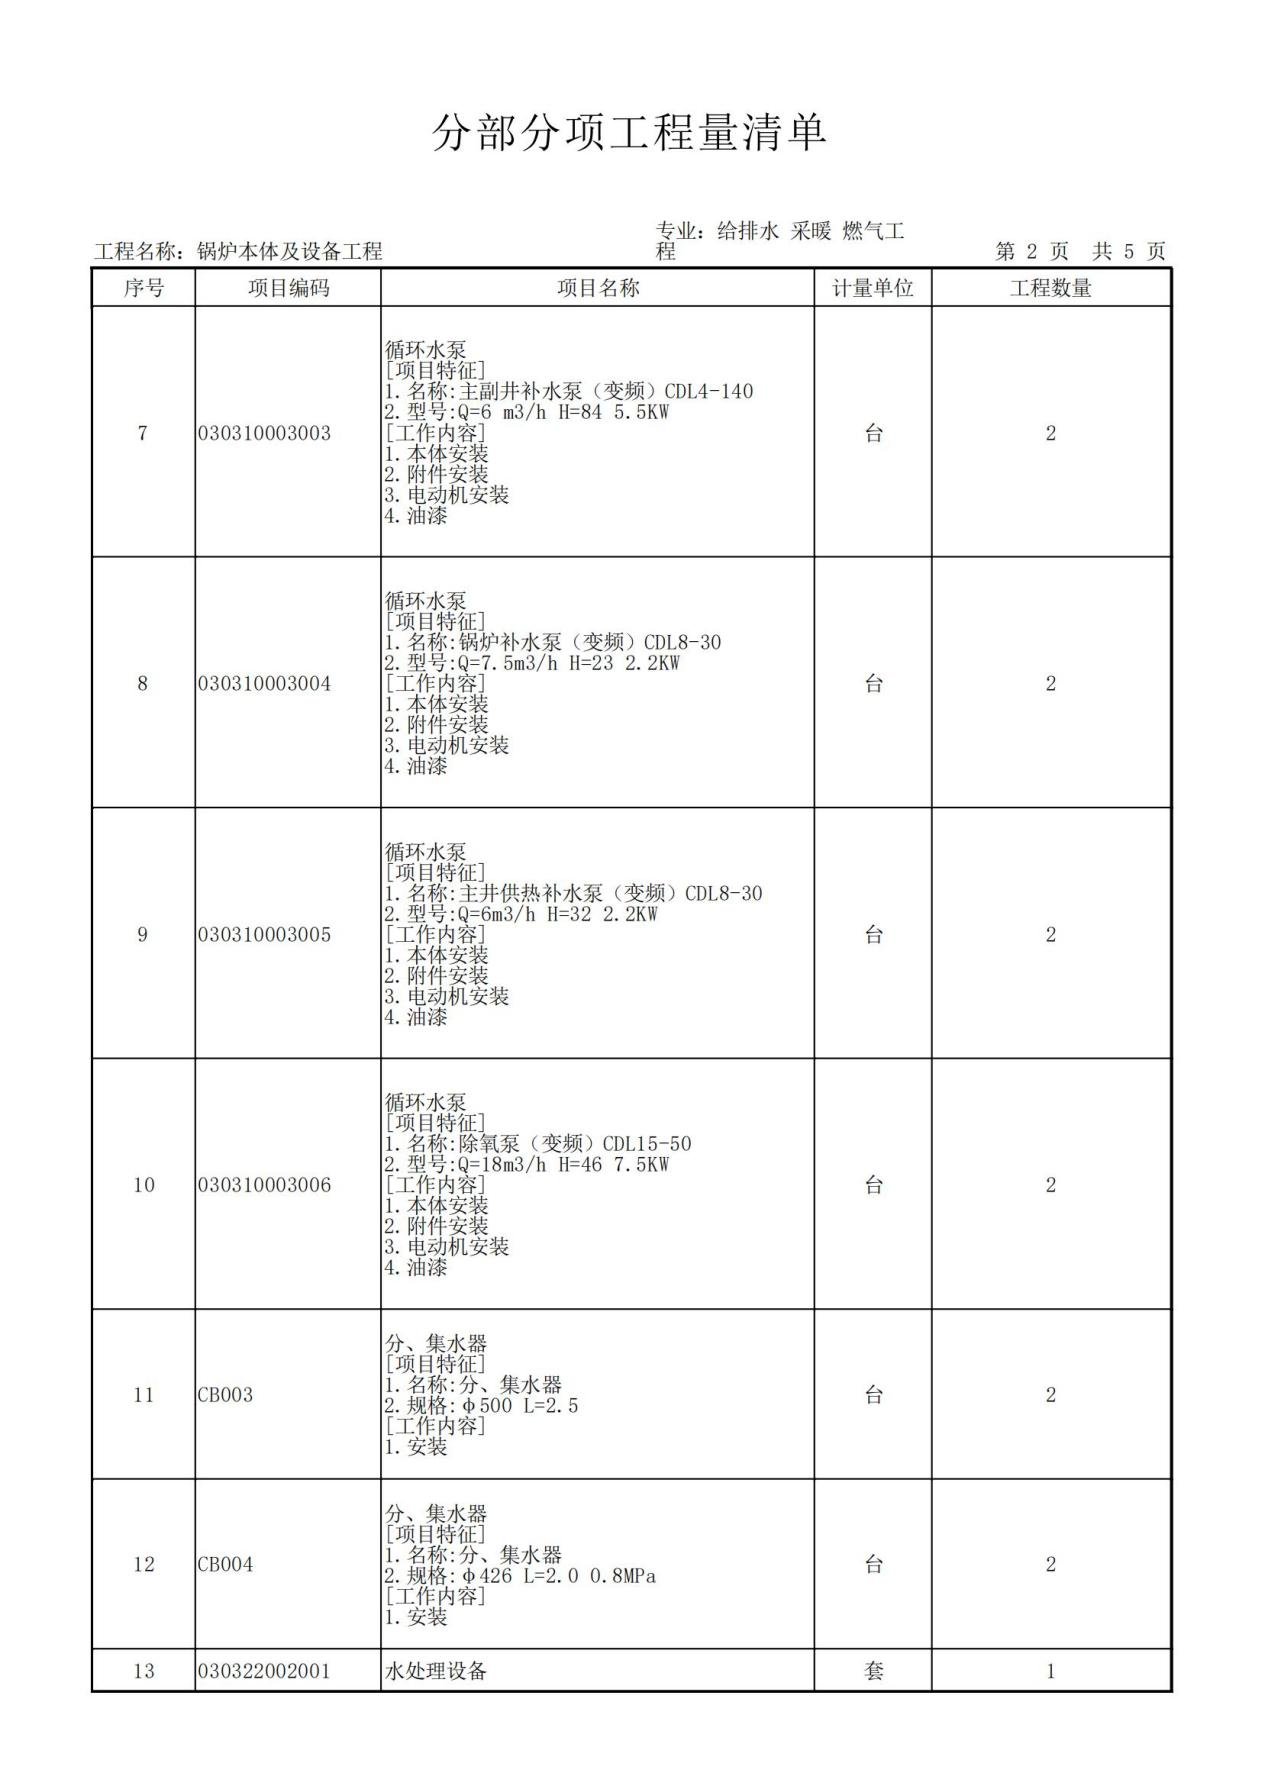 分部分项工程量清单
专业：给排水 采暖 燃气工
工程名称：锅炉本体及设备工程 程 第 2 页 共 5 页
序号 项目编码 项目名称 计量单位 工程数量
7 030310003003 台 2
循环水泵
[项目特征]
1.名称:主副井补水泵（变频）CDL4-140
2.型号:Q=6 m3/h H=84 5.5KW
[工作内容]
1.本体安装
2.附件安装
3.电动机安装
4.油漆
8 030310003004 台 2
循环水泵
[项目特征]
1.名称:锅炉补水泵（变频）CDL8-30
2.型号:Q=7.5m3/h H=23 2.2KW
[工作内容]
1.本体安装
2.附件安装
3.电动机安装
4.油漆
9 030310003005 台 2
循环水泵
[项目特征]
1.名称:主井供热补水泵（变频）CDL8-30
2.型号:Q=6m3/h H=32 2.2KW
[工作内容]
1.本体安装
2.附件安装
3.电动机安装
4.油漆
10 030310003006 台 2
循环水泵
[项目特征]
1.名称:除氧泵（变频）CDL15-50
2.型号:Q=18m3/h H=46 7.5KW
[工作内容]
1.本体安装
2.附件安装
3.电动机安装
4.油漆
11 CB003 台 2
分、集水器
[项目特征]
1.名称:分、集水器
2.规格:φ500 L=2.5
[工作内容]
1.安装
12 CB004 台 2
分、集水器
[项目特征]
1.名称:分、集水器
2.规格:φ426 L=2.0 0.8MPa
[工作内容]
1.安装
13 030322002001 水处理设备 套 1